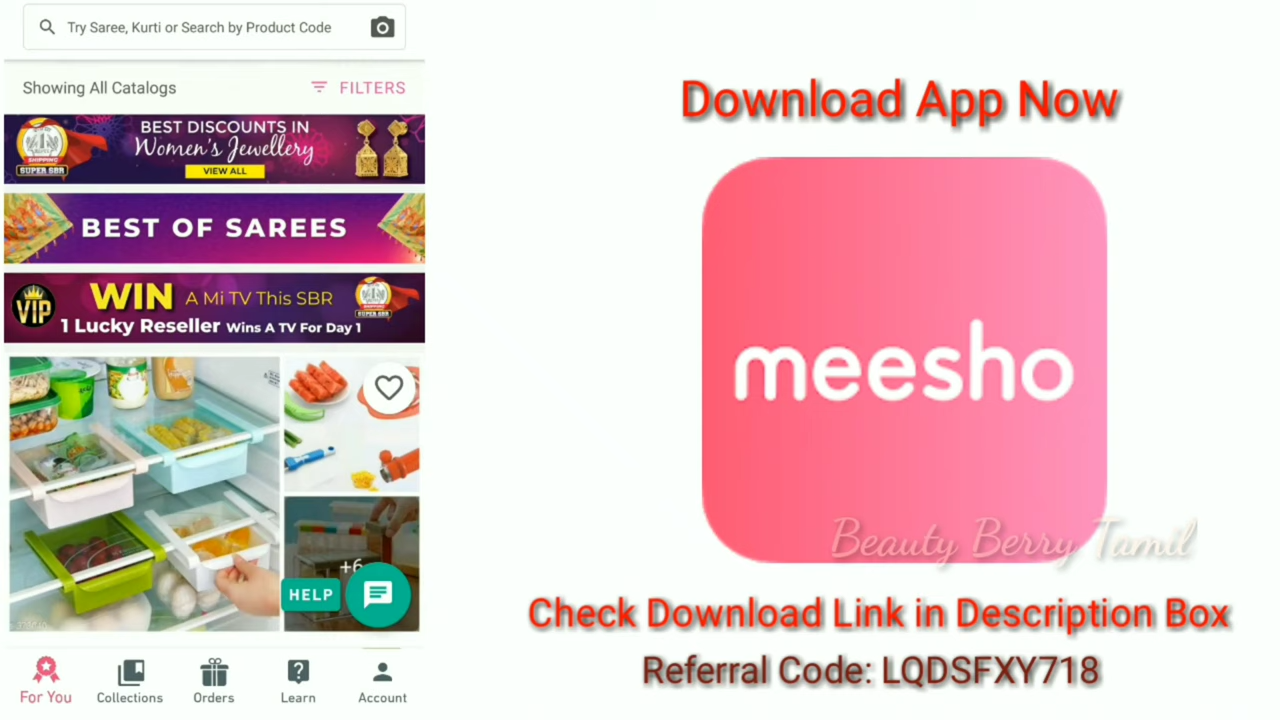 Try Saree, Kurti or Search by Product Code
Showing All Catalogs
FILTERS
BEST DISCOUNTS IN
Women's Jewellery
VIEW ALL
SHIPPING
SUPER SBR
BEST OF SAREES
VIP
WIN A Mi TV This SBR
1 Lucky Reseller Wins A TV For Day 1
SHIPPING
SUPER SBR
+6
HELP
For You
Collections
Orders
Learn
Account
Download App Now
meesho
Beauty Berry Tamil
Check Download Link in Description Box
Referral Code: LQDSFXY718